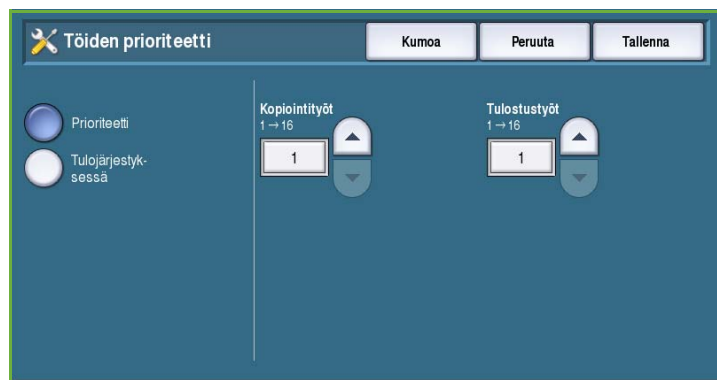 Töiden prioriteetti
Kumoa
Peruuta
Tallenna
Prioriteetti
Tulojärjestyk-
sessä
Kopiointityöt
1→16
1
Tulostustyöt
1→16
1